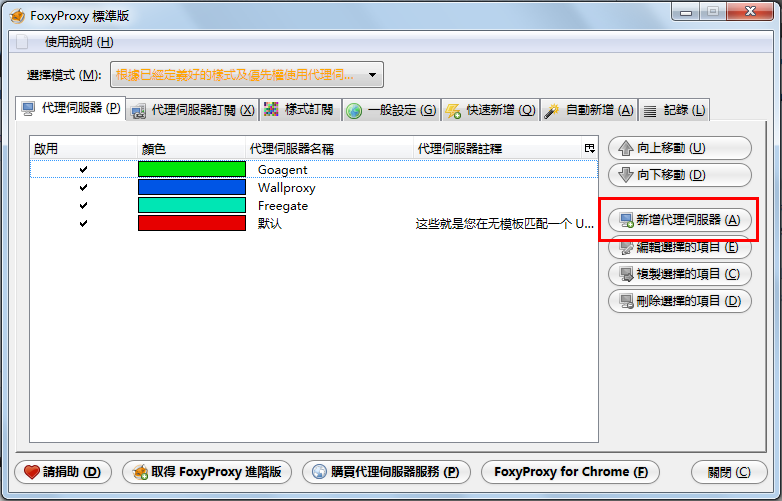 FoxyProxy 標準版
使用說明 (H)
選擇模式 (M): 根據已經定義好的樣式及優先權使用代理伺...
代理伺服器 (P) 代理伺服器訂閱 (X) 樣式訂閱 一般設定 (G) 快速新增 (Q) 自動新增 (A) 記錄 (L)
啟用 顏色 代理伺服器名稱 代理伺服器註釋
Goagent
Wallproxy
Freegate
默认 这些就是您在无模板匹配一个 U...
向上移動 (U)
向下移動 (D)
新增代理伺服器 (A)
編輯選擇的項目 (E)
複製選擇的項目 (C)
刪除選擇的項目 (D)
請捐助 (D) 取得 FoxyProxy 進階版 購買代理伺服器服務 (P) FoxyProxy for Chrome (F) 關閉 (C)